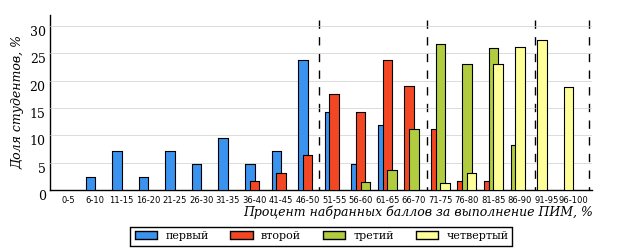 Доля студентов, %
30
25
20
15
10
5
0
0-5 6-10 11-15 16-20 21-25 26-30 31-35 36-40 41-45 46-50 51-55 56-60 61-65 66-70 71-75 76-80 81-85 86-90 91-95 96-100
Процент набранных баллов за выполнение ПИМ, %
первый второй третий четвертый